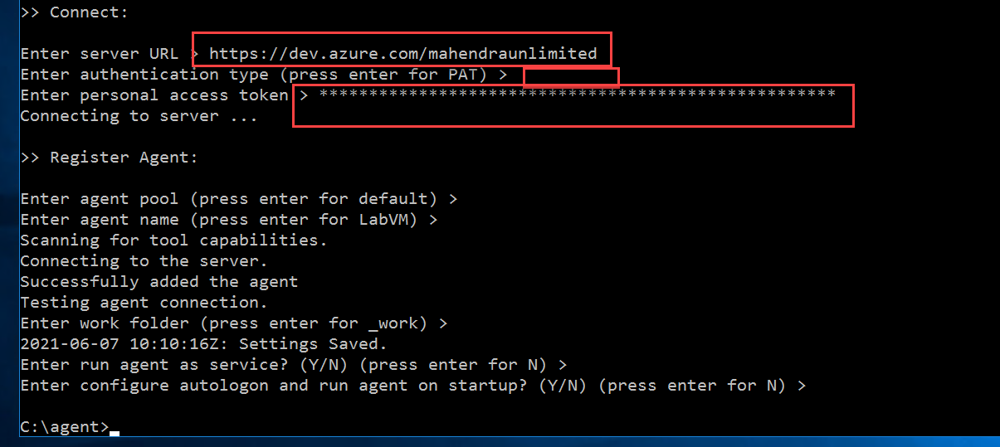 >> Connect:
Enter server URL > https://dev.azure.com/mahendraunlimited
Enter authentication type (press enter for PAT) >
Enter personal access token > ****************************************************
Connecting to server ...
>> Register Agent:
Enter agent pool (press enter for default) >
Enter agent name (press enter for LabVM) >
Scanning for tool capabilities.
Connecting to the server.
Successfully added the agent
Testing agent connection.
Enter work folder (press enter for _work) >
2021-06-07 10:10:16Z: Settings Saved.
Enter run agent as service? (Y/N) (press enter for N) >
Enter configure autologon and run agent on startup? (Y/N) (press enter for N) >
C:\agent>